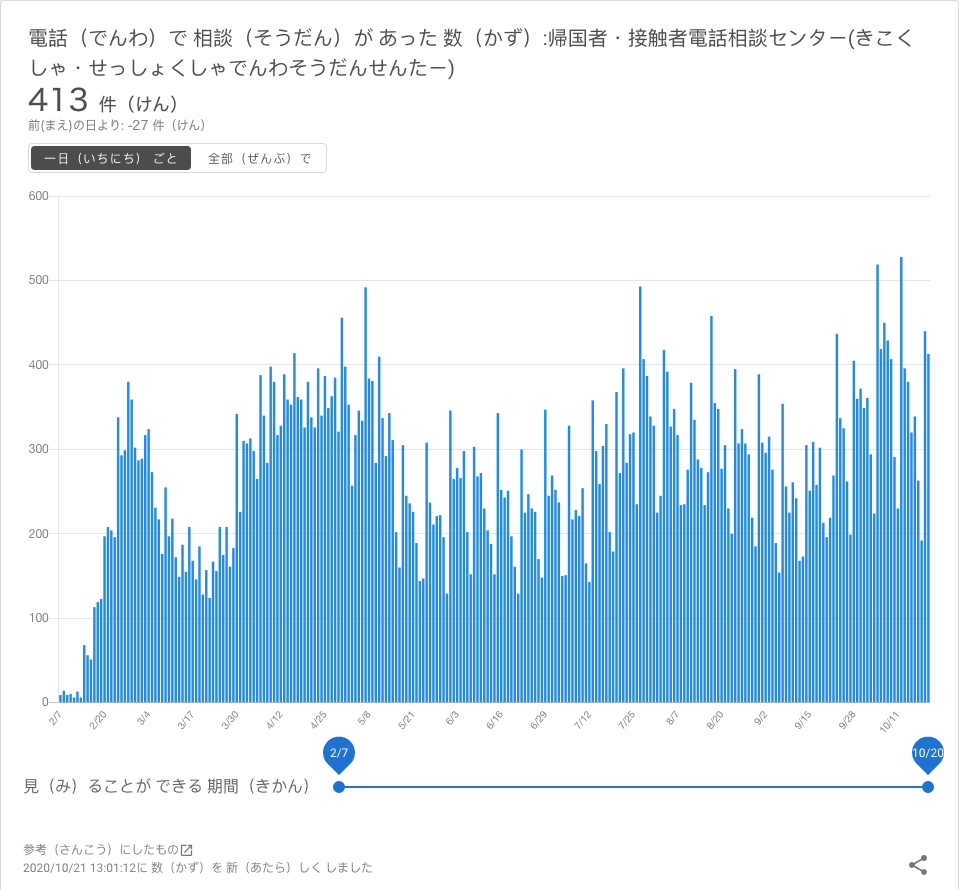 電話（でんわ）で 相談（そうだん）が あった 数（かず）:帰国者・接触者電話相談センター(きこく
しゃ・せっしょくしゃでんわそうだんせんたー)
413 件（けん）
前(まえ)の日より: -27 件（けん）
一日（いちにち） ごと 全部（ぜんぶ）で
600
500
400
300
200
100
0
2/7 2/20 3/4 3/17 3/30 4/12 4/25 5/8 5/21 6/3 6/16 6/29 7/12 7/25 8/7 8/20 9/2 9/15 9/28 10/11
2/7 10/20
見（み）ることが できる 期間（きかん）
参考（さんこう）にしたもの
2020/10/21 13:01:12に 数（かず）を 新（あたら）しく しました